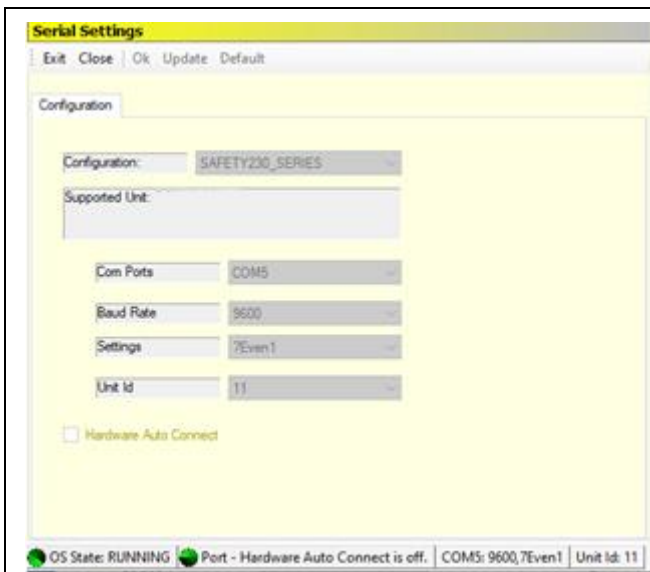 Serial Settings
Exit Close Ok Update Default
Configuration
Configuration: SAFETY230_SERIES
Supported Unit:
Com Ports COM5
Baud Rate 9600
Settings 7Even1
Unit Id 11
Hardware Auto Connect
OS State: RUNNING Port - Hardware Auto Connect is off. COM5: 9600,7Even1 Unit Id: 11